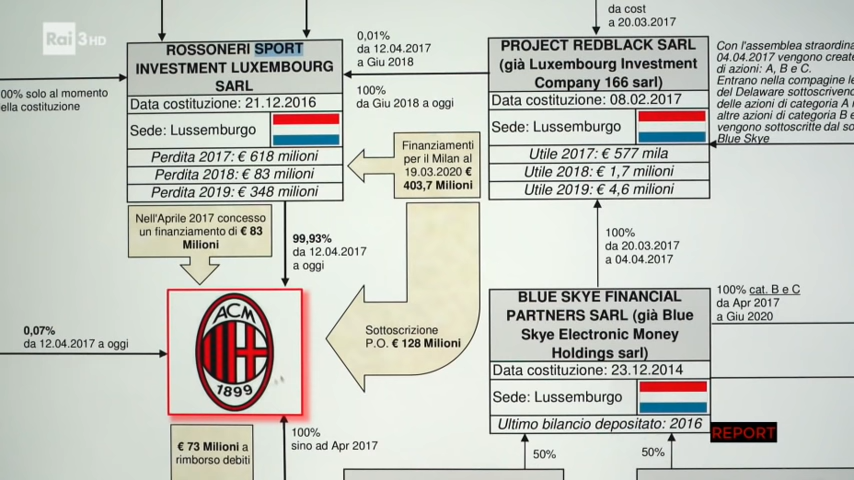 Rai 3HD
da cost
a 20.03.2017
ROSSONERI SPORT
INVESTMENT LUXEMBOURG
SARL
Data costituzione: 21.12.2016
Sede: Lussemburgo
Perdita 2017: € 618 milioni
Perdita 2018: € 83 milioni
Perdita 2019: € 348 milioni
0,01%
da 12.04.2017
a Giu 2018
100%
da Giu 2018 a oggi
PROJECT REDBLACK SARL
(già Luxembourg Investment
Company 166 sarl)
Data costituzione: 08.02.2017
Sede: Lussemburgo
Utile 2017: € 577 mila
Utile 2018: € 1,7 milioni
Utile 2019: € 4,6 milioni
Con l'assemblea straordina
04.04.2017 vengono create
di azioni: A, B e C.
Entrano nella compagine le
del Delaware sottoscrivendo
delle azioni di categoria A
altre azioni di categoria B e
vengono sottoscritte dal so
Blue Skye
100% solo al momento
ella costituzione
Finanziamenti
per il Milan al
19.03.2020 €
403,7 Milioni
Nell'Aprile 2017 concesso
un finanziamento di € 83
Milioni
99,93%
da 12.04.2017
a oggi
100%
da 20.03.2017
a 04.04.2017
ACM
1899
Sottoscrizione
P.O. € 128 Milioni
0,07%
da 12.04.2017 a oggi
BLUE SKYE FINANCIAL
PARTNERS SARL (già Blue
Skye Electronic Money
Holdings sarl)
Data costituzione: 23.12.2014
Sede: Lussemburgo
Ultimo bilancio depositato: 2016
100% cat. B e C
da Apr 2017
a Giu 2020
REPORT
€ 73 Milioni a
rimborso debiti
100%
sino ad Apr 2017
50%
50%